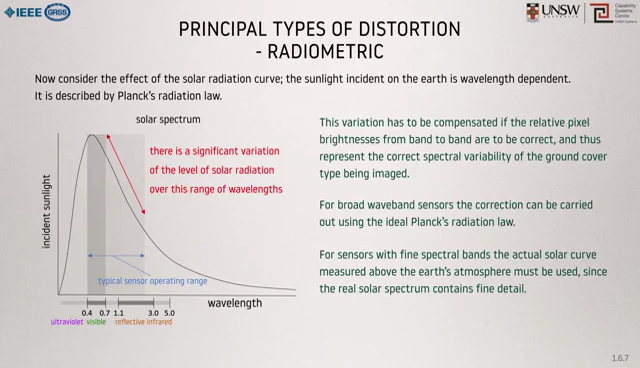 IEEE GRSS
UNSW
AUSTRALIA
Capability
Systems
Centre
PRINCIPAL TYPES OF DISTORTION
- RADIOMETRIC
Now consider the effect of the solar radiation curve; the sunlight incident on the earth is wavelength dependent.
It is described by Planck's radiation law.
solar spectrum
there is a significant variation
of the level of solar radiation
over this range of wavelengths
incident sunlight
typical sensor operating range
wavelength
0.4 0.7 1.1 3.0 5.0
ultraviolet visible reflective infrared
This variation has to be compensated if the relative pixel
brightnesses from band to band are to be correct, and thus
represent the correct spectral variability of the ground cover
type being imaged.
For broad waveband sensors the correction can be carried
out using the ideal Planck's radiation law.
For sensors with fine spectral bands the actual solar curve
measured above the earth's atmosphere must be used, since
the real solar spectrum contains fine detail.
1.6.7